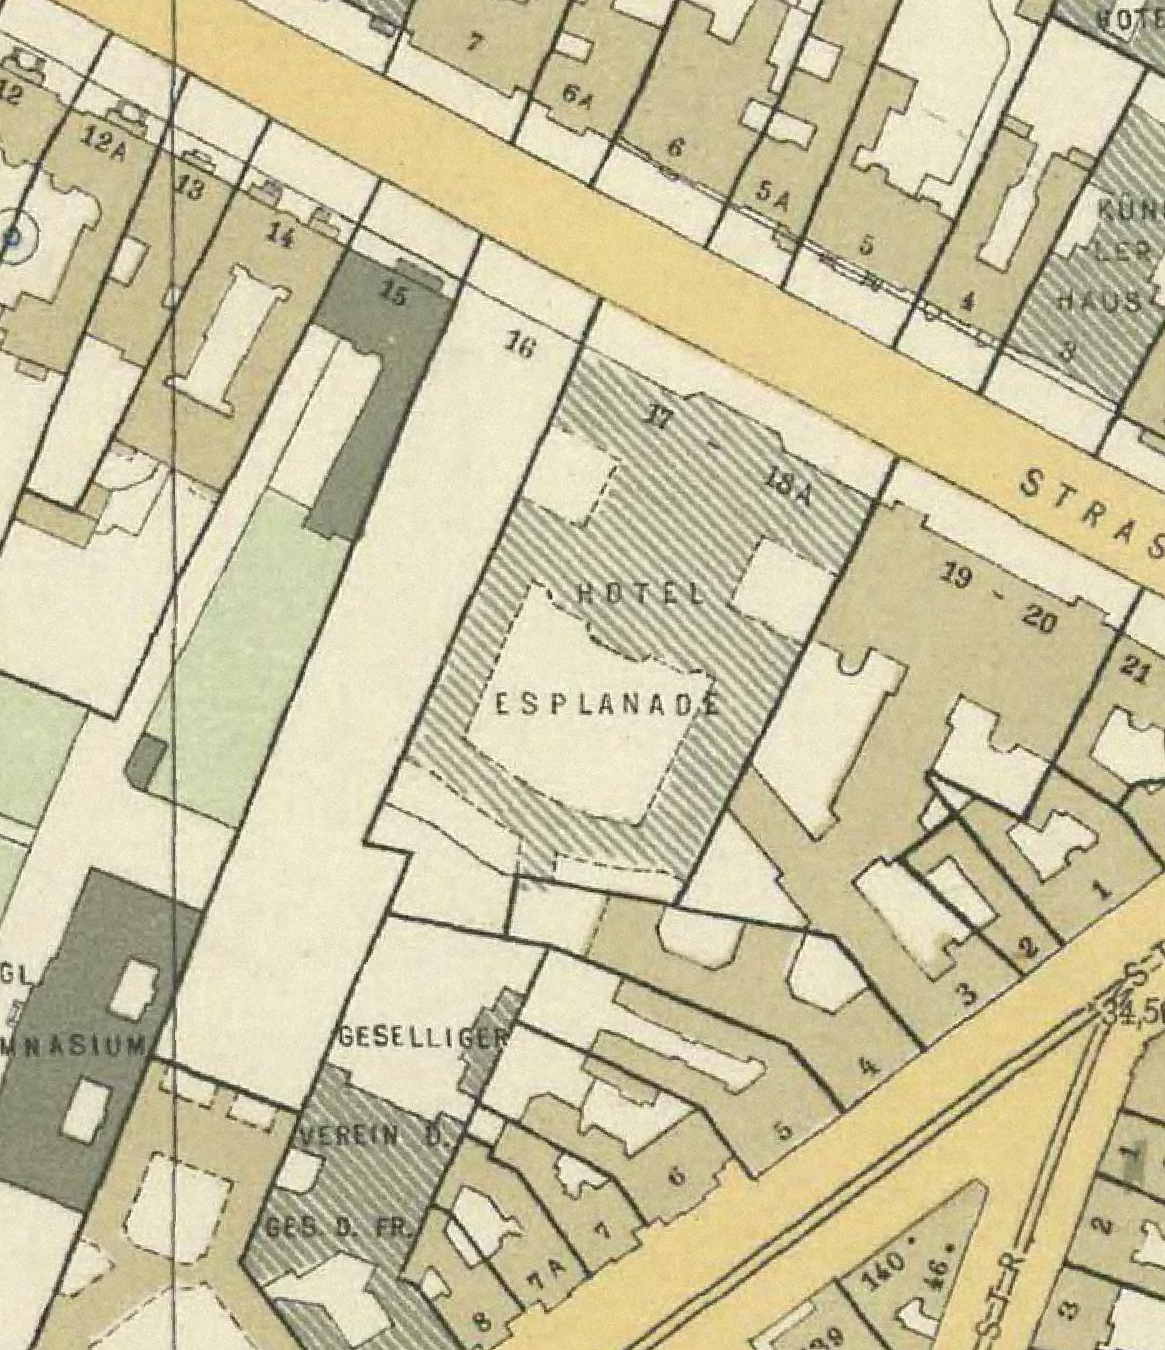 HOTE
7
6A
6
5A
5
4
3
KÜN
LER
HAUS
12
12A
13
14
15
16
17 - 18A
HOTEL
ESPLANADE
STRAS
19 - 20
21
1
2
3
4
5
6
7
7A
8
GL
MNASIUM
GESELLIGER
VEREIN D.
GES. D. FR.
S-T
34,50
S-T-R
140
46
39
1
2
3